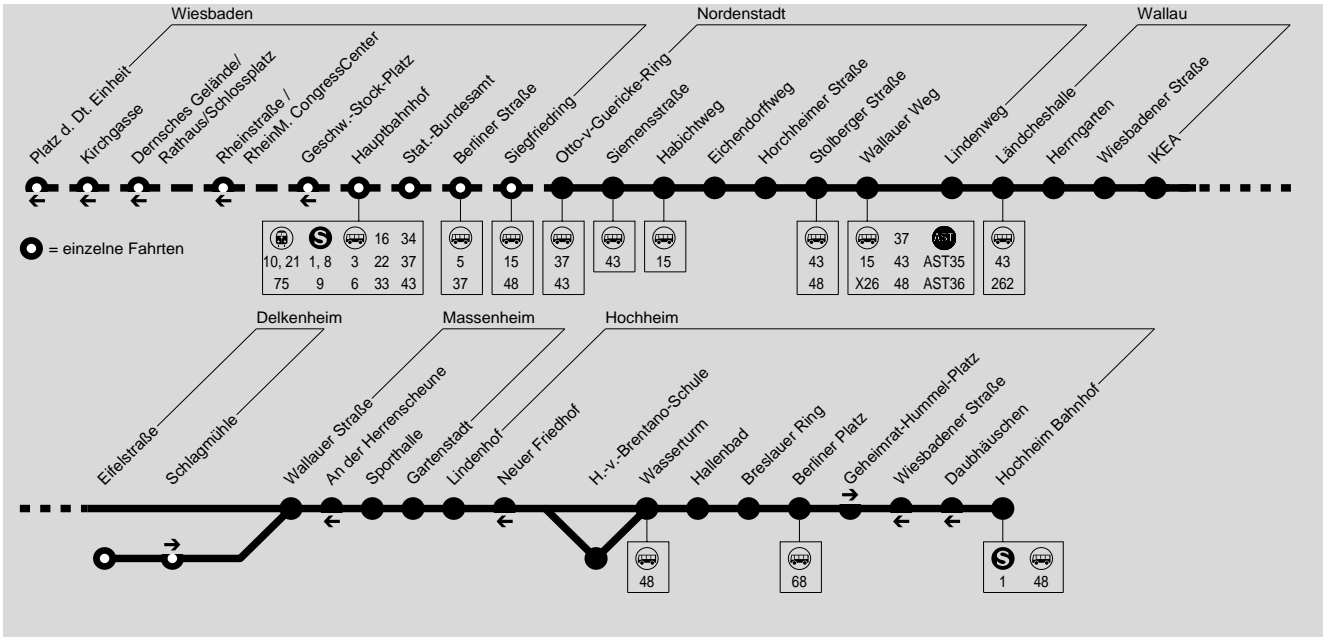 Wiesbaden
Nordenstadt
Wallau
Platz d. Dt. Einheit
Kirchgasse
Dernsches Gelände/
Rathaus/Schlossplatz
Rheinstraße /
RheinM. CongressCenter
Geschw.-Stock-Platz
Hauptbahnhof
Stat.-Bundesamt
Berliner Straße
Siegfriedring
Otto-v-Guericke-Ring
Siemensstraße
Habichtweg
Eichendorffweg
Horchheimer Straße
Stolberger Straße
Wallauer Weg
Lindenweg
Ländcheshalle
Herrngarten
Wiesbadener Straße
IKEA
= einzelne Fahrten
S 16 34
10, 21 1, 8 3 22 37
75 9 6 33 43
5
37
15
48
37
43
43
15
43
48
37 AST
15 43 AST35
X26 48 AST36
43
262
Delkenheim
Massenheim
Hochheim
Eifelstraße
Schlagmühle
Wallauer Straße
An der Herrenscheune
Sporthalle
Gartenstadt
Lindenhof
Neuer Friedhof
H.-v.-Brentano-Schule
Wasserturm
Hallenbad
Breslauer Ring
Berliner Platz
Geheimrat-Hummel-Platz
Wiesbadener Straße
Daubhäuschen
Hochheim Bahnhof
48
68
S
1 48